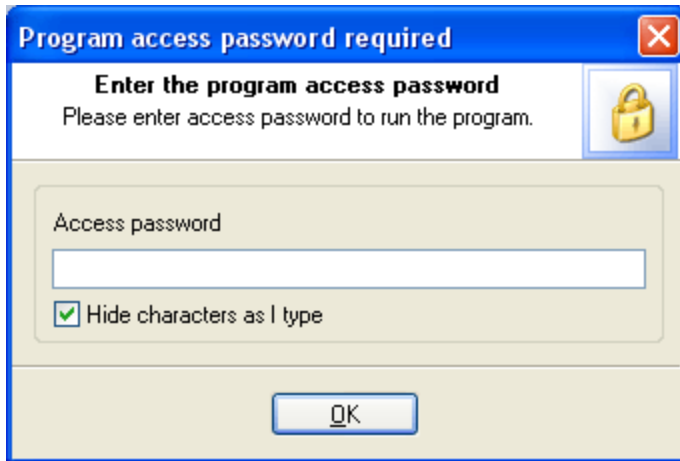 Program access password required
Enter the program access password
Please enter access password to run the program.
Access password
Hide characters as I type
OK